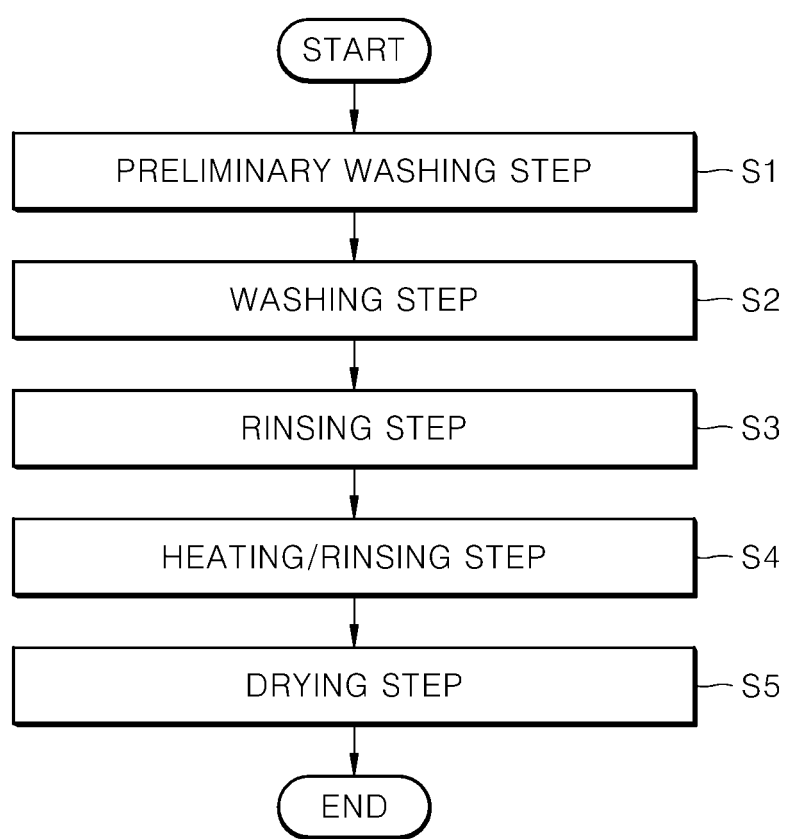 START
PRELIMINARY WASHING STEP S1
WASHING STEP S2
RINSING STEP S3
HEATING/RINSING STEP S4
DRYING STEP S5
END